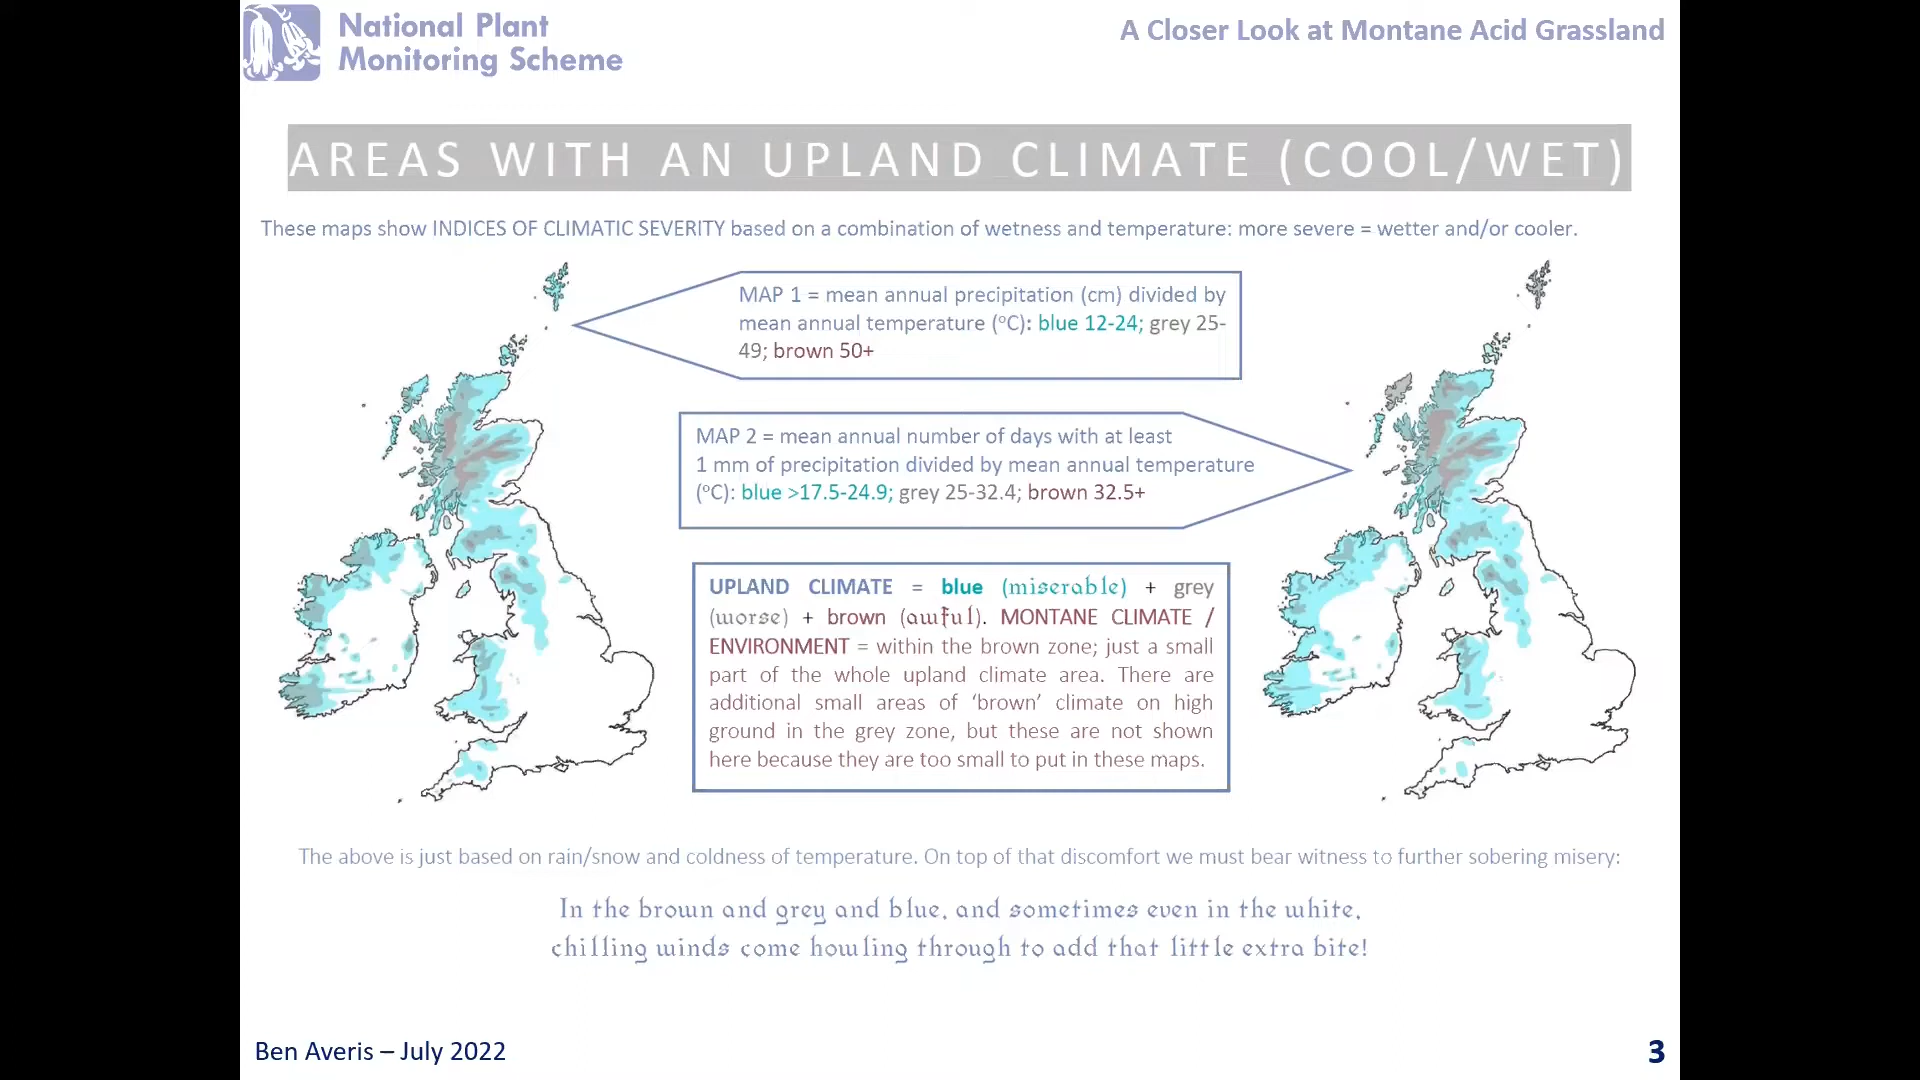 National Plant
Monitoring Scheme
A Closer Look at Montane Acid Grassland
AREAS WITH AN UPLAND CLIMATE (COOL/WET)
These maps show INDICES OF CLIMATIC SEVERITY based on a combination of wetness and temperature: more severe = wetter and/or cooler.
MAP 1 = mean annual precipitation (cm) divided by
mean annual temperature (°C): blue 12-24; grey 25-
49; brown 50+
MAP 2 = mean annual number of days with at least
1 mm of precipitation divided by mean annual temperature
(°C): blue >17.5-24.9; grey 25-32.4; brown 32.5+
UPLAND CLIMATE = blue (miserable) + grey
(worse) + brown (awful). MONTANE CLIMATE /
ENVIRONMENT = within the brown zone; just a small
part of the whole upland climate area. There are
additional small areas of ‘brown’ climate on high
ground in the grey zone, but these are not shown
here because they are too small to put in these maps.
The above is just based on rain/snow and coldness of temperature. On top of that discomfort we must bear witness to further sobering misery:
In the brown and grey and blue, and sometimes even in the white,
chilling winds come howling through to add that little extra bite!
Ben Averis – July 2022
3